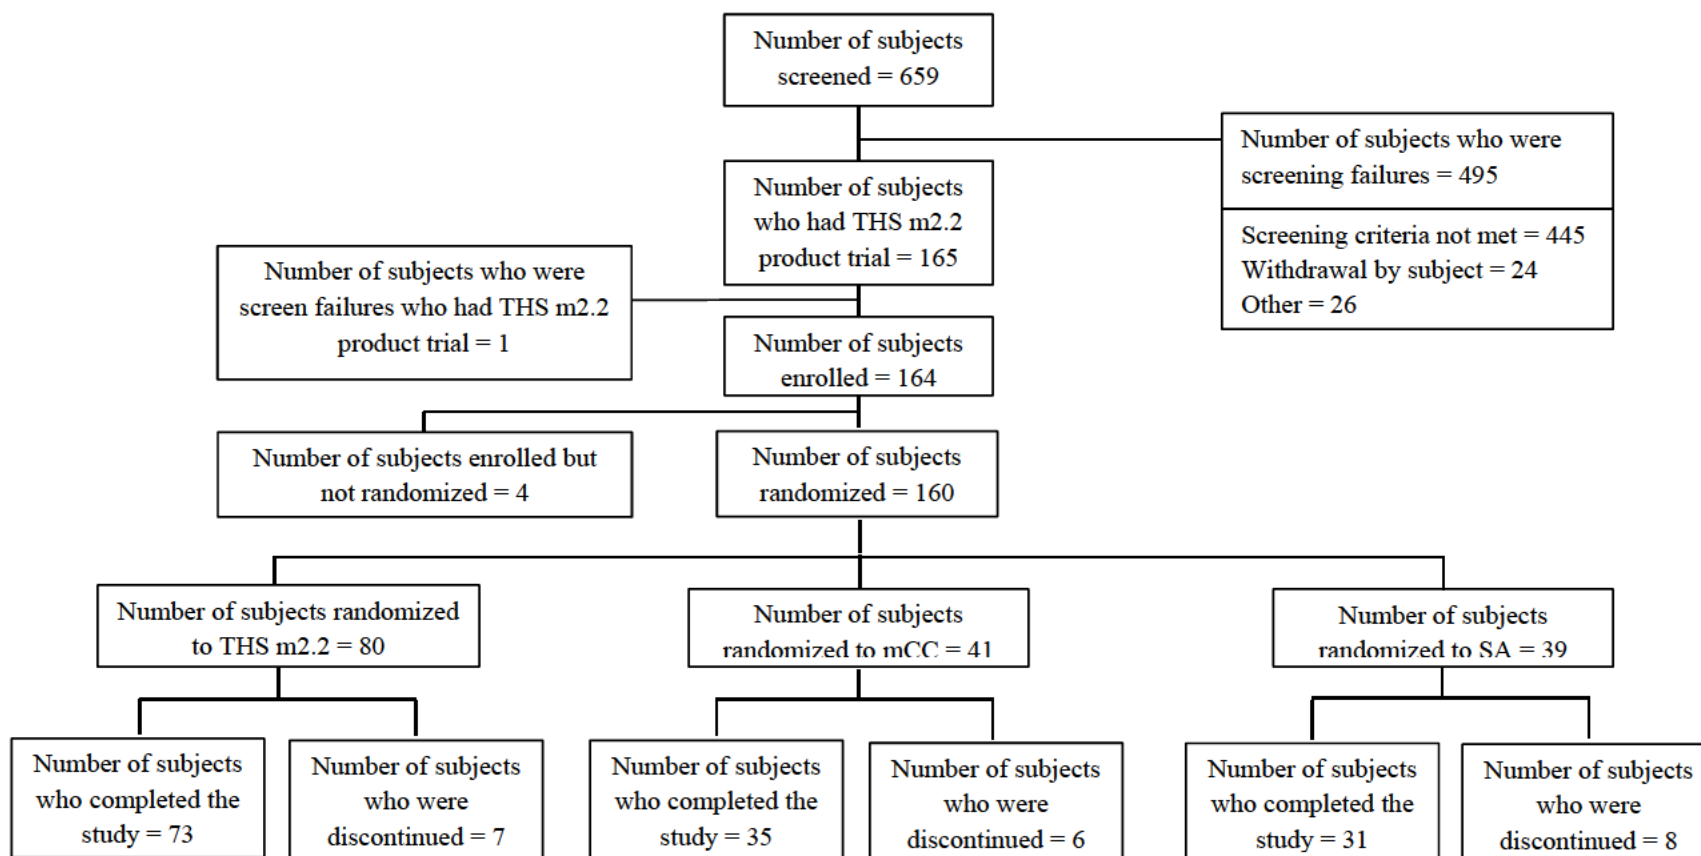 Number of subjects
screened = 659
Number of subjects who were
screening failures = 495
Screening criteria not met = 445
Withdrawal by subject = 24
Other = 26
Number of subjects
who had THS m2.2
product trial = 165
Number of subjects who were
screen failures who had THS m2.2
product trial = 1
Number of subjects
enrolled = 164
Number of subjects enrolled but
not randomized = 4
Number of subjects
randomized = 160
Number of subjects randomized
to THS m2.2 = 80
Number of subjects
randomized to mCC = 41
Number of subjects
randomized to SA = 39
Number of subjects
who completed the
study = 73
Number of subjects
who were
discontinued = 7
Number of subjects
who completed the
study = 35
Number of subjects
who were
discontinued = 6
Number of subjects
who completed the
study = 31
Number of subjects
who were
discontinued = 8